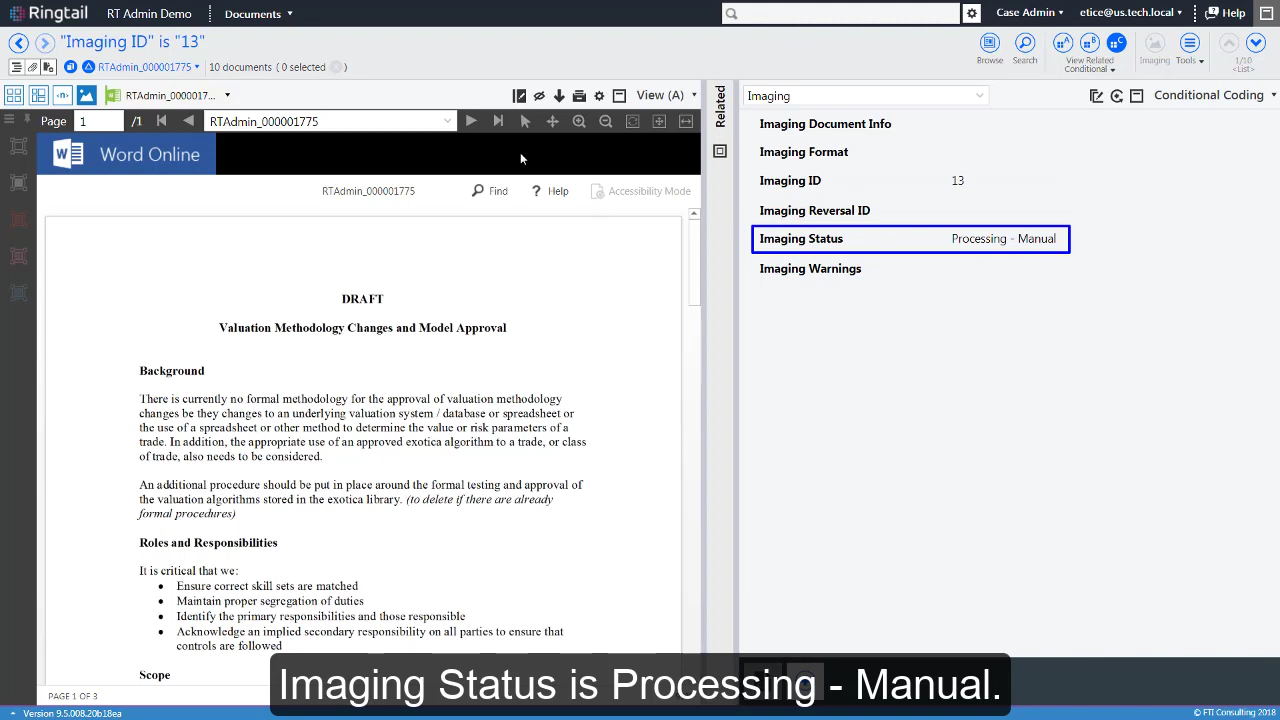 Ringtail RT Admin Demo Documents Case Admin etice@us.tech.local Help
"Imaging ID" is "13"
RTAdmin_000001775 10 documents ( 0 selected )
Browse Search View Related Conditional Imaging Tools 1/10 <List>
RTAdmin_0000017... View (A)
Page 1 /1 RTAdmin_000001775
Word Online
RTAdmin_000001775 Find ? Help Accessibility Mode
DRAFT
Valuation Methodology Changes and Model Approval
Background
There is currently no formal methodology for the approval of valuation methodology
changes be they changes to an underlying valuation system / database or spreadsheet or
the use of a spreadsheet or other method to determine the value or risk parameters of a
trade. In addition, the appropriate use of an approved exotica algorithm to a trade, or class
of trade, also needs to be considered.
An additional procedure should be put in place around the formal testing and approval of
the valuation algorithms stored in the exotica library. (to delete if there are already
formal procedures)
Roles and Responsibilities
It is critical that we:
• Ensure correct skill sets are matched
• Maintain proper segregation of duties
• Identify the primary responsibilities and those responsible
• Acknowledge an implied secondary responsibility on all parties to ensure that
controls are followed
Scope
PAGE 1 OF 3
Related
Imaging Conditional Coding
Imaging Document Info
Imaging Format
Imaging ID 13
Imaging Reversal ID
Imaging Status Processing - Manual
Imaging Warnings
Imaging Status is Processing - Manual.
Version 9.5.008.20b18ea © FTI Consulting 2018